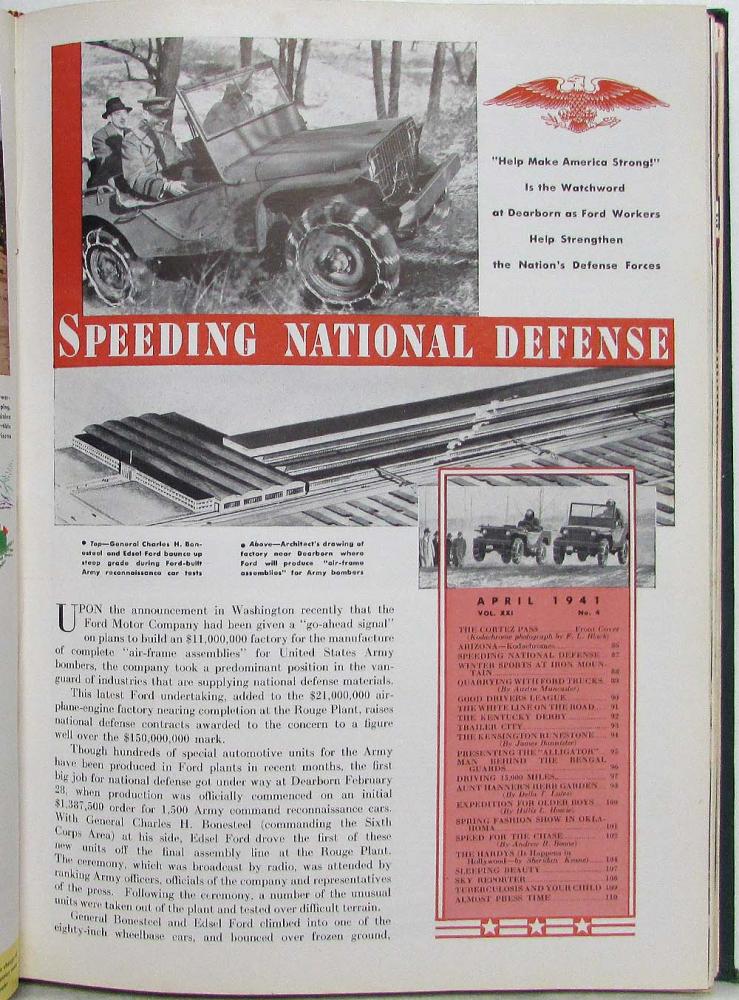 "Help Make America Strong!"
Is the Watchword
at Dearborn as Ford Workers
Help Strengthen
the Nation's Defense Forces
SPEEDING NATIONAL DEFENSE
• Top—General Charles H. Bon-
esteel and Edsel Ford bounce up
steep grade during Ford-built
Army reconnaissance car tests
• Above—Architect's drawing of
factory near Dearborn where
Ford will produce "air-frame
assemblies" for Army bombers
UPON the announcement in Washington recently that the
Ford Motor Company had been given a "go-ahead signal"
on plans to build an $11,000,000 factory for the manufacture
of complete "air-frame assemblies" for United States Army
bombers, the company took a predominant position in the van-
guard of industries that are supplying national defense materials.
This latest Ford undertaking, added to the $21,000,000 air-
plane-engine factory nearing completion at the Rouge Plant, raises
national defense contracts awarded to the concern to a figure
well over the $150,000,000 mark.
Though hundreds of special automotive units for the Army
have been produced in Ford plants in recent months, the first
big job for national defense got under way at Dearborn February
28, when production was officially commenced on an initial
$1,387,500 order for 1,500 Army command reconnaissance cars.
With General Charles H. Bonesteel (commanding the Sixth
Corps Area) at his side, Edsel Ford drove the first of these
new units off the final assembly line at the Rouge Plant.
The ceremony, which was broadcast by radio, was attended by
ranking Army officers, officials of the company and representatives
of the press. Following the ceremony, a number of the unusual
units were taken out of the plant and tested over difficult terrain.
General Bonesteel and Edsel Ford climbed into one of the
eighty-inch wheelbase cars, and bounced over frozen ground,
APRIL 1941
VOL. XXI No. 4
THE CORTEZ PASS Front Cover
(Kodachrome photograph by F. L. Black)
ARIZONA—Kodachromes 86
SPEEDING NATIONAL DEFENSE 87
WINTER SPORTS AT IRON MOUN-
TAIN 88
QUARRYING WITH FORD TRUCKS 89
(By Austin Muncaster)
GOOD DRIVERS LEAGUE 90
THE WHITE LINE ON THE ROAD 91
THE KENTUCKY DERBY 92
TRAILER CITY 93
THE KENSINGTON RUNESTONE 94
(By James Bannister)
PRESENTING THE "ALLIGATOR" 95
MAN BEHIND THE BENGAL
GUARDS 96
DRIVING 15,000 MILES 97
AUNT HANNER'S HERB GARDEN 98
(By Della T. Lutes)
EXPEDITION FOR OLDER BOYS 100
(By Hillis L. Howie)
SPRING FASHION SHOW IN OKLA-
HOMA 101
SPEED FOR THE CHASE 102
(By Andrew R. Boone)
THE HARDYS (It Happens in
Hollywood—by Sheridan Keane) 104
SLEEPING BEAUTY 107
SKY REPORTER 108
TUBERCULOSIS AND YOUR CHILD 109
ALMOST PRESS TIME 110